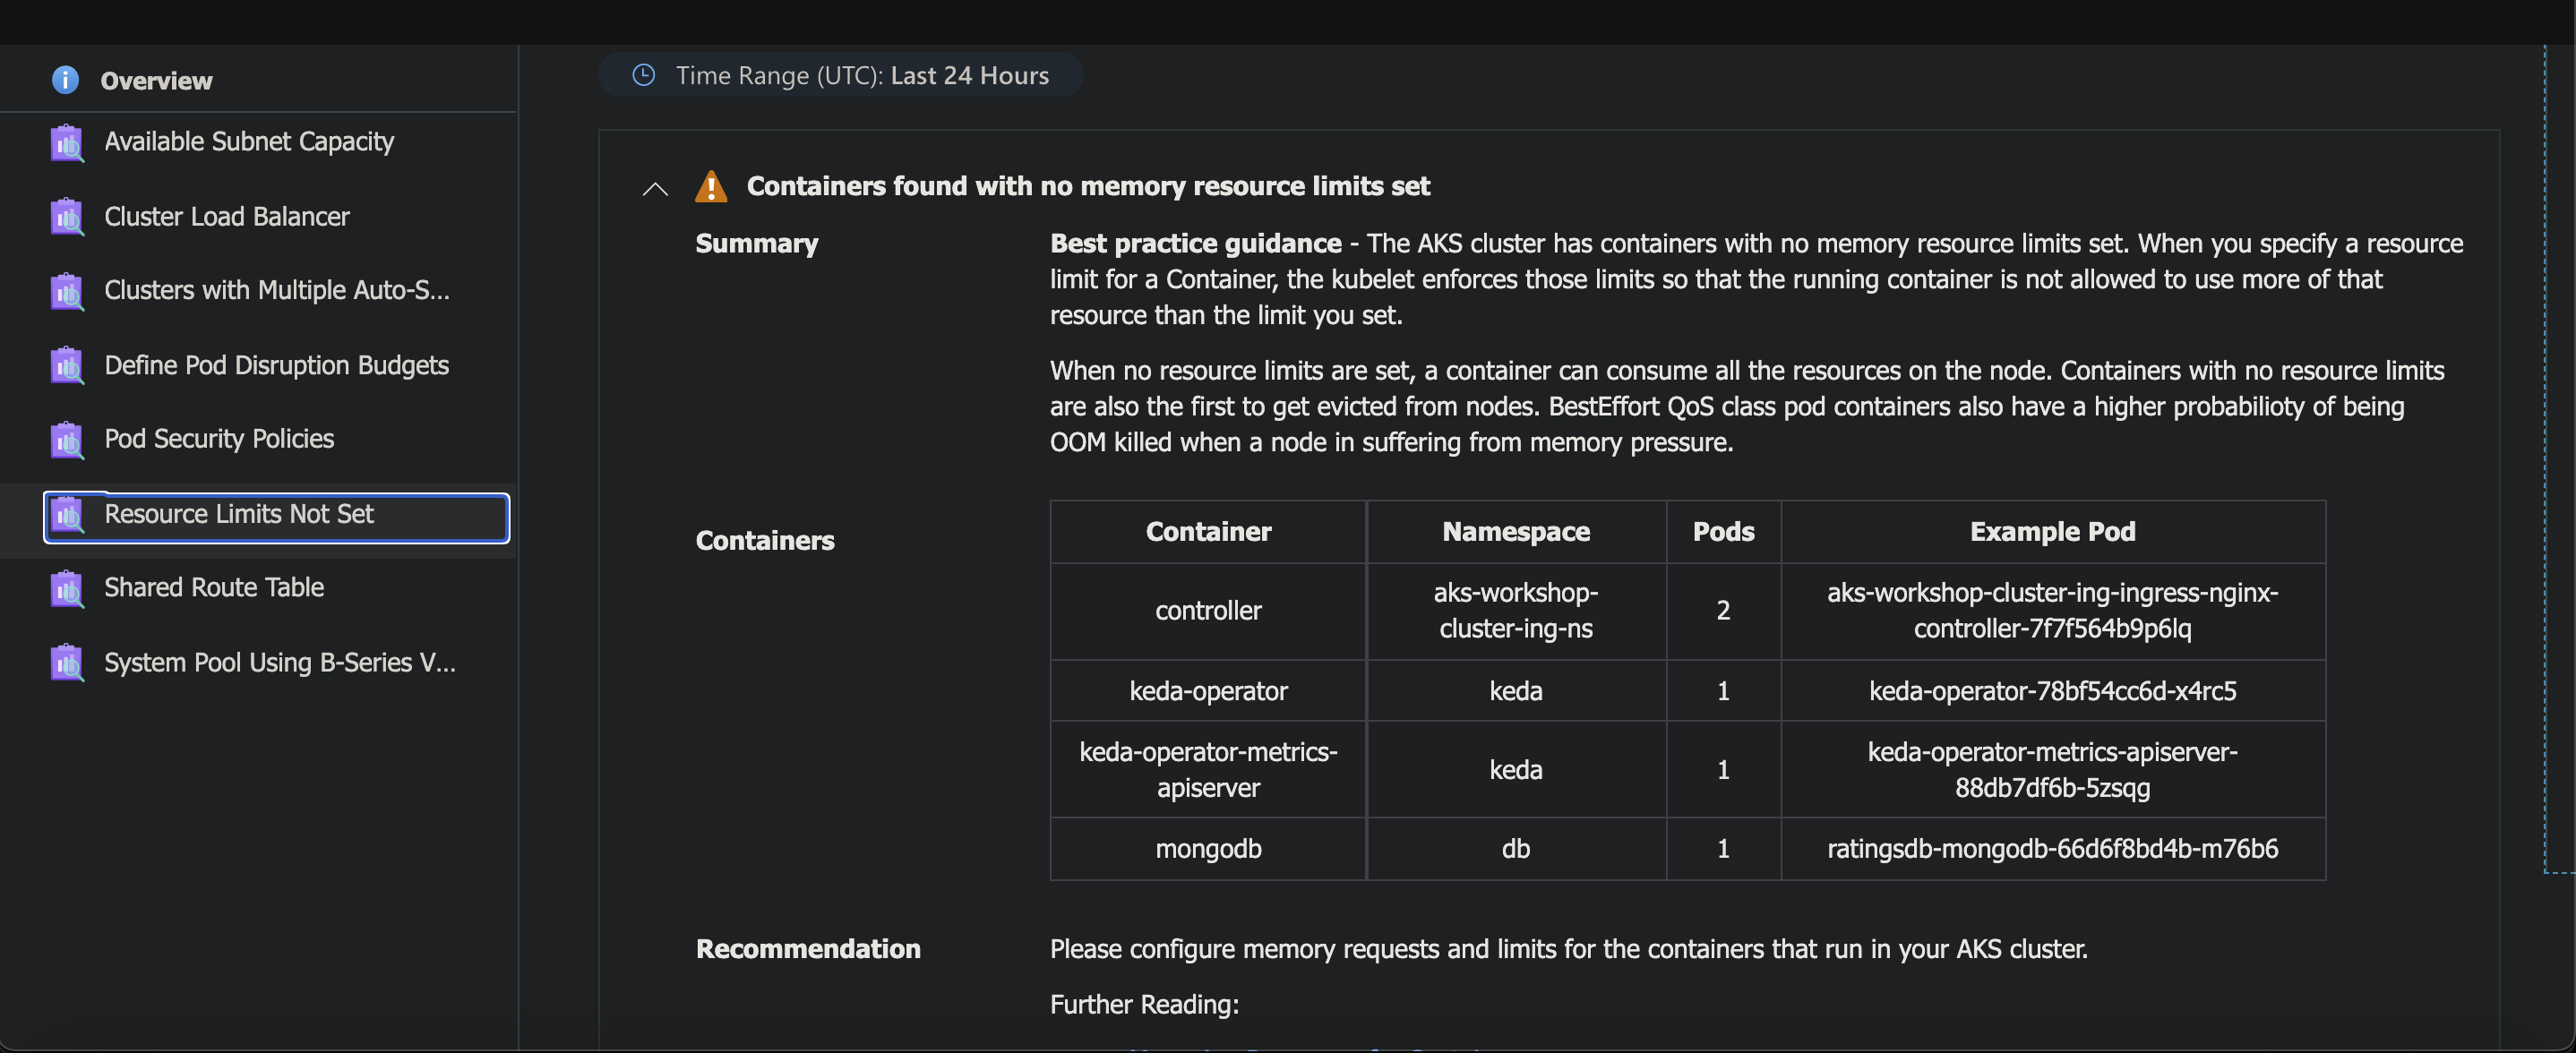 Overview
Available Subnet Capacity
Cluster Load Balancer
Clusters with Multiple Auto-S...
Define Pod Disruption Budgets
Pod Security Policies
Resource Limits Not Set
Shared Route Table
System Pool Using B-Series V...
Time Range (UTC): Last 24 Hours
Containers found with no memory resource limits set
Summary
Best practice guidance - The AKS cluster has containers with no memory resource limits set. When you specify a resource
limit for a Container, the kubelet enforces those limits so that the running container is not allowed to use more of that
resource than the limit you set.
When no resource limits are set, a container can consume all the resources on the node. Containers with no resource limits
are also the first to get evicted from nodes. BestEffort QoS class pod containers also have a higher probabilioty of being
OOM killed when a node in suffering from memory pressure.
Containers
Container Namespace Pods Example Pod
controller aks-workshop-cluster-ing-ns 2 aks-workshop-cluster-ing-ingress-nginx-controller-7f7f564b9p6lq
keda-operator keda 1 keda-operator-78bf54cc6d-x4rc5
keda-operator-metrics-apiserver keda 1 keda-operator-metrics-apiserver-88db7df6b-5zsqg
mongodb db 1 ratingsdb-mongodb-66d6f8bd4b-m76b6
Recommendation
Please configure memory requests and limits for the containers that run in your AKS cluster.
Further Reading: